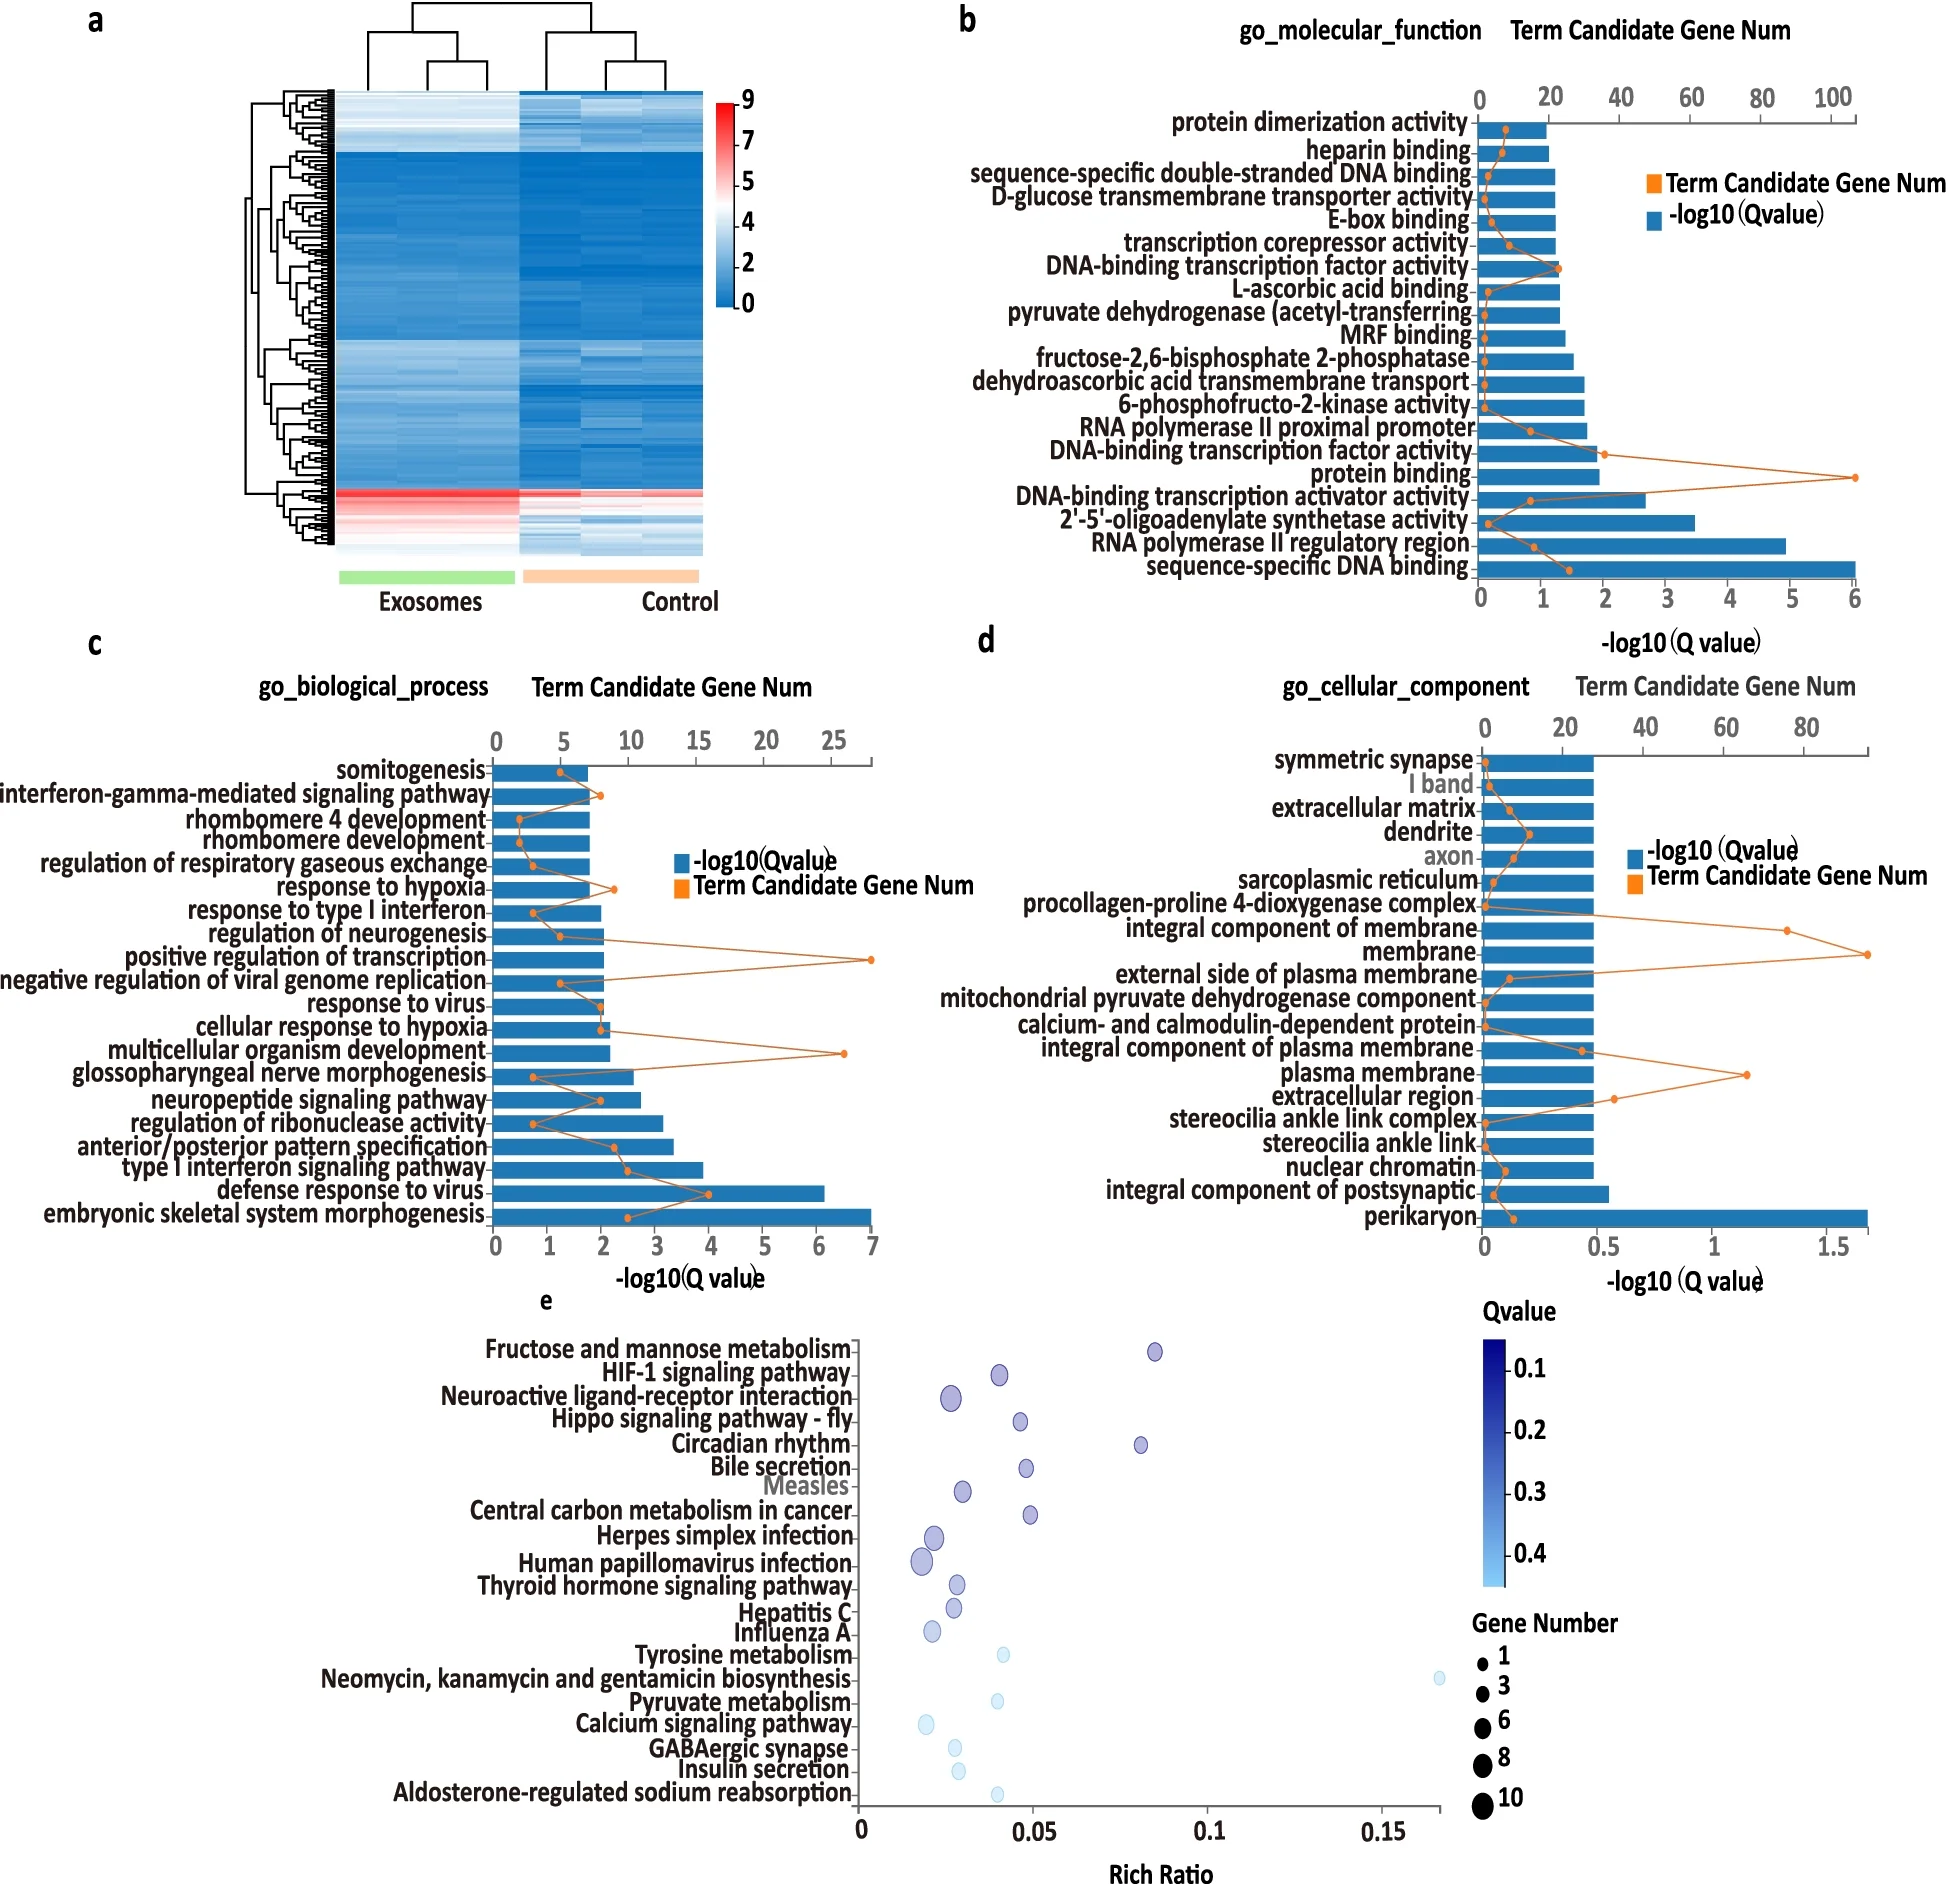 a
9
7
5
4
2
0
Exosomes
Control
b
go_molecular_function
Term Candidate Gene Num
0 20 40 60 80 100
protein dimerization activity
heparin binding
sequence-specific double-stranded DNA binding
D-glucose transmembrane transporter activity
E-box binding
transcription corepressor activity
DNA-binding transcription factor activity
L-ascorbic acid binding
pyruvate dehydrogenase (acetyl-transferring
MRF binding
fructose-2,6-bisphosphate 2-phosphatase
dehydroascorbic acid transmembrane transport
6-phosphofructo-2-kinase activity
RNA polymerase II proximal promoter
DNA-binding transcription factor activity
protein binding
DNA-binding transcription activator activity
2'-5'-oligoadenylate synthetase activity
RNA polymerase II regulatory region
sequence-specific DNA binding
Term Candidate Gene Num
-log10(Qvalue)
0 1 2 3 4 5 6
-log10(Q value)
c
go_biological_process
Term Candidate Gene Num
0 5 10 15 20 25
somitogenesis
interferon-gamma-mediated signaling pathway
rhombomere 4 development
rhombomere development
regulation of respiratory gaseous exchange
response to hypoxia
response to type I interferon
regulation of neurogenesis
positive regulation of transcription
negative regulation of viral genome replication
response to virus
cellular response to hypoxia
multicellular organism development
glossopharyngeal nerve morphogenesis
neuropeptide signaling pathway
regulation of ribonuclease activity
anterior/posterior pattern specification
type I interferon signaling pathway
defense response to virus
embryonic skeletal system morphogenesis
-log10(Qvalue)
Term Candidate Gene Num
0 1 2 3 4 5 6 7
-log10(Q value)
d
go_cellular_component
Term Candidate Gene Num
0 20 40 60 80
symmetric synapse
I band
extracellular matrix
dendrite
axon
sarcoplasmic reticulum
procollagen-proline 4-dioxygenase complex
integral component of membrane
membrane
external side of plasma membrane
mitochondrial pyruvate dehydrogenase component
calcium- and calmodulin-dependent protein
integral component of plasma membrane
plasma membrane
extracellular region
stereocilia ankle link complex
stereocilia ankle link
nuclear chromatin
integral component of postsynaptic
perikaryon
-log10 (Qvalue)
Term Candidate Gene Num
0 0.5 1 1.5
-log10 (Q value)
e
Fructose and mannose metabolism
HIF-1 signaling pathway
Neuroactive ligand-receptor interaction
Hippo signaling pathway - fly
Circadian rhythm
Bile secretion
Measles
Central carbon metabolism in cancer
Herpes simplex infection
Human papillomavirus infection
Thyroid hormone signaling pathway
Hepatitis C
Influenza A
Tyrosine metabolism
Neomycin, kanamycin and gentamicin biosynthesis
Pyruvate metabolism
Calcium signaling pathway
GABAergic synapse
Insulin secretion
Aldosterone-regulated sodium reabsorption
0 0.05 0.1 0.15
Rich Ratio
Qvalue
0.1
0.2
0.3
0.4
Gene Number
1
3
6
8
10